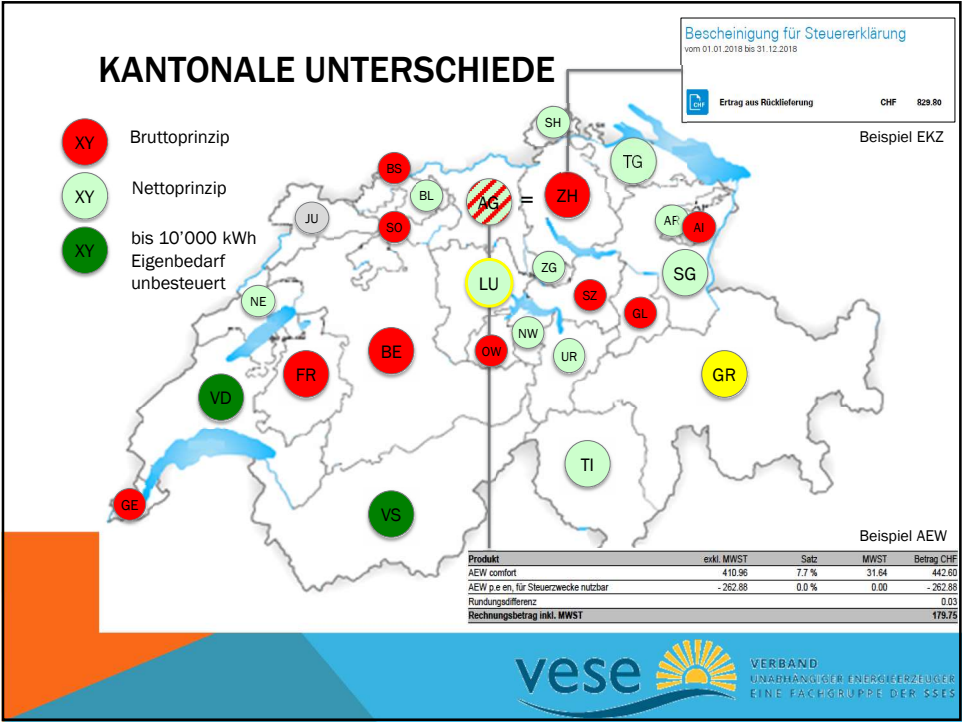 KANTONALE UNTERSCHIEDE
Bescheinigung für Steuererklärung
vom 01.01.2018 bis 31.12.2018
CHF
Ertrag aus Rücklieferung CHF 829.80
Beispiel EKZ
XY Bruttoprinzip
XY Nettoprinzip
XY bis 10’000 kWh
Eigenbedarf
unbesteuert
SH
TG
BS
BL
AG = ZH
JU
SO
AI
ZG
SG
LU
NE
SZ
GL
NW
OW
UR
BE
FR
GR
VD
TI
GE
VS
Beispiel AEW
Produkt exkl. MWST Satz MWST Betrag CHF
AEW comfort 410.96 7.7 % 31.64 442.60
AEW p.e en, für Steuerzwecke nutzbar - 262.88 0.0 % 0.00 - 262.88
Rundungsdifferenz 0.03
Rechnungsbetrag inkl. MWST 179.75
vese
VERBAND
UNABHÄNGIGER ENERGIEERZEUGER
EINE FACHGRUPPE DER SSES